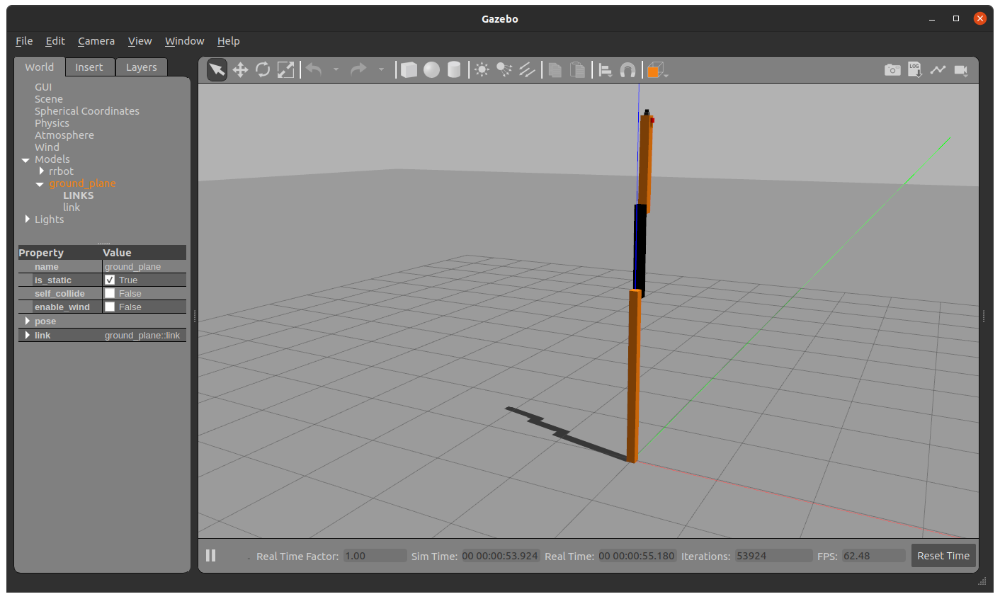 Gazebo
File Edit Camera View Window Help
World Insert Layers
LOG
GUI
Scene
Spherical Coordinates
Physics
Atmosphere
Wind
Models
rrbot
ground_plane
LINKS
link
Lights
Property Value
name ground_plane
is_static True
self_collide False
enable_wind False
pose
link ground_plane::link
Real Time Factor: 1.00 Sim Time: 00 00:00:53.924 Real Time: 00 00:00:55.180 Iterations: 53924 FPS: 62.48 Reset Time